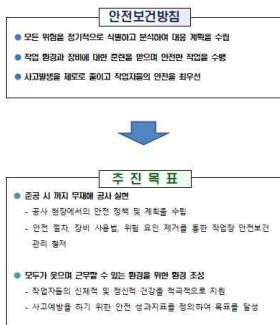 안전보건방침
모든 위험을 정기적으로 식별하고 분석하여 대응 계획을 수립
작업 환경과 장비에 대한 훈련을 받으며 안전한 작업을 수행
사고발생을 제로로 줄이고 작업자들의 안전을 최우선
추 진 목 표
준공 시 까지 무재해 공사 실현
- 공사 현장에서의 안전 정책 및 계획을 수립
- 안전 절차, 장비 사용법, 위험 요인 제거를 통한 작업장 안전보건
관리 철저
모두가 웃으며 근무할 수 있는 환경을 위한 환경 조성
- 작업자들의 신체적 및 정신적 건강을 적극적으로 지원
- 사고예방을 하기 위한 안전 성과지표를 정의하여 목표를 달성